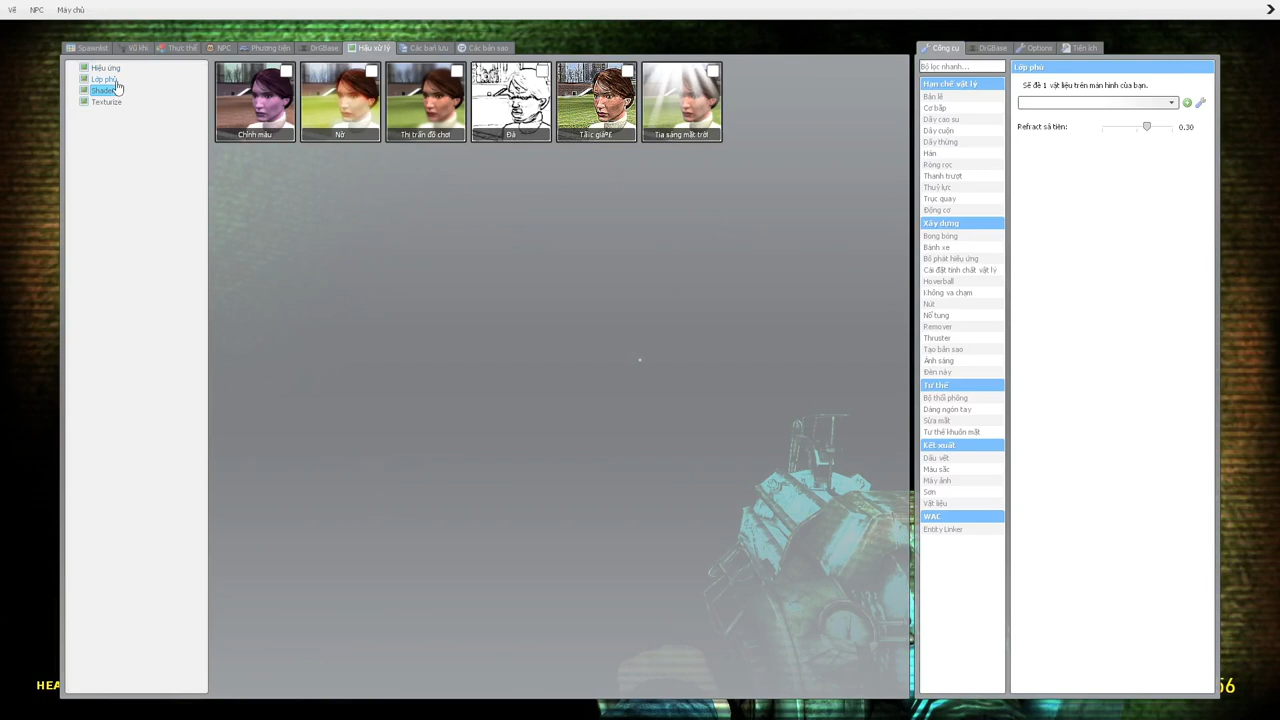 Vẽ NPC Máy chủ
Spawnlist Vũ khí Thực thể NPC Phương tiện DrGBase Hậu xử lý Các bản lưu Các bản sao
Công cụ DrGBase Options Tiện ích
Hiệu ứng
Lớp phủ
Shader
Texturize
Chỉnh màu
Nở
Thị trấn đồ chơi
Tia sáng mặt trời
Bộ lọc nhanh...
Hạn chế vật lý
Bản lề
Cơ bắp
Dây cao su
Dây cuộn
Dây thừng
Hàn
Ròng rọc
Thanh trượt
Thuỷ lực
Trục quay
Động cơ
Xây dựng
Bong bóng
Bánh xe
Bộ phát hiệu ứng
Cài đặt tính chất vật lý
Hoverball
Không va chạm
Nút
Nổ tung
Remover
Thruster
Tạo bản sao
Ánh sáng
Đèn này
Tư thế
Bộ thổi phồng
Dáng ngón tay
Sửa mắt
Tư thế khuôn mặt
Kết xuất
Dấu vết
Màu sắc
Máy ảnh
Sơn
Vật liệu
WAC
Entity Linker
Lớp phủ
Sẽ đè 1 vật liệu trên màn hình của bạn.
Refract số tiền: 0.30
HEA
56